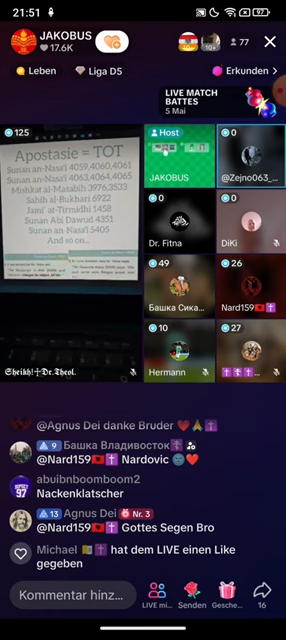 21:51
97
JAKOBUS
17.6K
10+
77
Leben
Liga D5
Erkunden >
LIVE MATCH
BATTES
5 Mai
125
Apostasie = TOT
Sunan an-Nasa'i 4059,4060,4061
Sunan an-Nasa'i 4063,4064,4065
Mishkat al-Masabih 3976,3533
Sahih al-Bukhari 6922
Jami' at-Tirmidhi 1458
Sunan Abi Dawud 4351
Sunan an-Nasa'i 5405
And so on...
Sheikh!☩Dr.Theol.
Host
JAKOBUS
0
@Zejno063_...
0
Dr. Fitna
0
DiKi
49
Башка Сика...
26
Nard159🇦🇱✝️
10
Hermann
27
✝️✝️✝️...
@Agnus Dei danke Bruder ❤️🙏✝️
9 Башка Владивосток☦️
@Nard159🇦🇱✝️ Nardovic 🌚❤️
abuibnboomboom2
Nackenklatscher
13 Agnus Dei Nr. 3
@Nard159🇦🇱✝️ Gottes Segen Bro
Michael 🇻🇦✝️ hat dem LIVE einen Like
gegeben
Kommentar hinz...
LIVE mi...
Senden
Gesche...
16